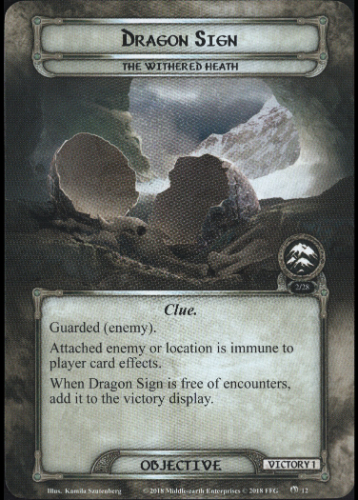 DRAGON SIGN
THE WITHERED HEATH
2/28
Clue.
Guarded (enemy).
Attached enemy or location is immune to
player card effects.
When Dragon Sign is free of encounters,
add it to the victory display.
OBJECTIVE
VICTORY 1
Illus. Kamila Szutenberg
©2018 Middle-earth Enterprises ©2018 FFG
12